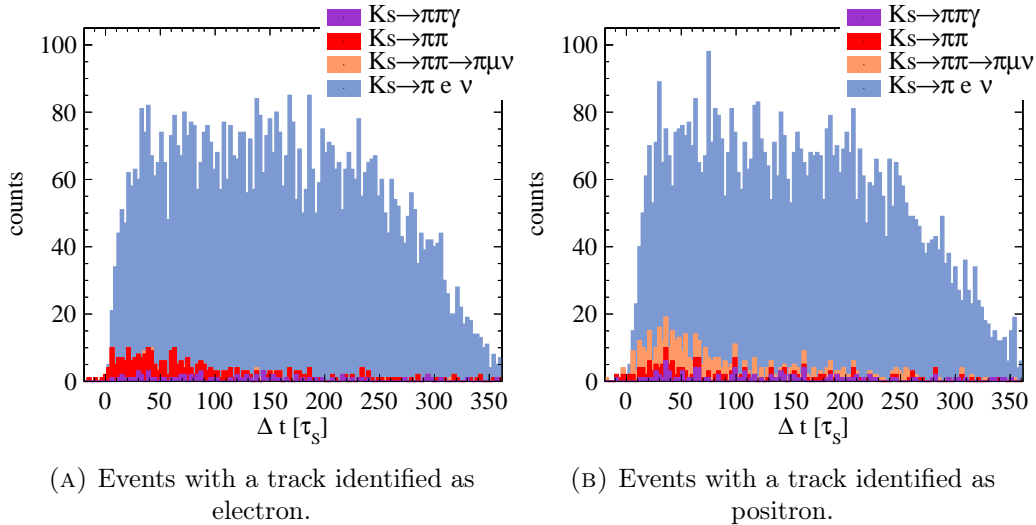 Ks→ππγ
Ks→ππ
Ks→ππ→πμν
Ks→π e ν
100
80
60
40
20
0
counts
0 50 100 150 200 250 300 350
Δ t [τS]
(A) Events with a track identified as
electron.
Ks→ππγ
Ks→ππ
Ks→ππ→πμν
Ks→π e ν
100
80
60
40
20
0
counts
0 50 100 150 200 250 300 350
Δ t [τS]
(B) Events with a track identified as
positron.